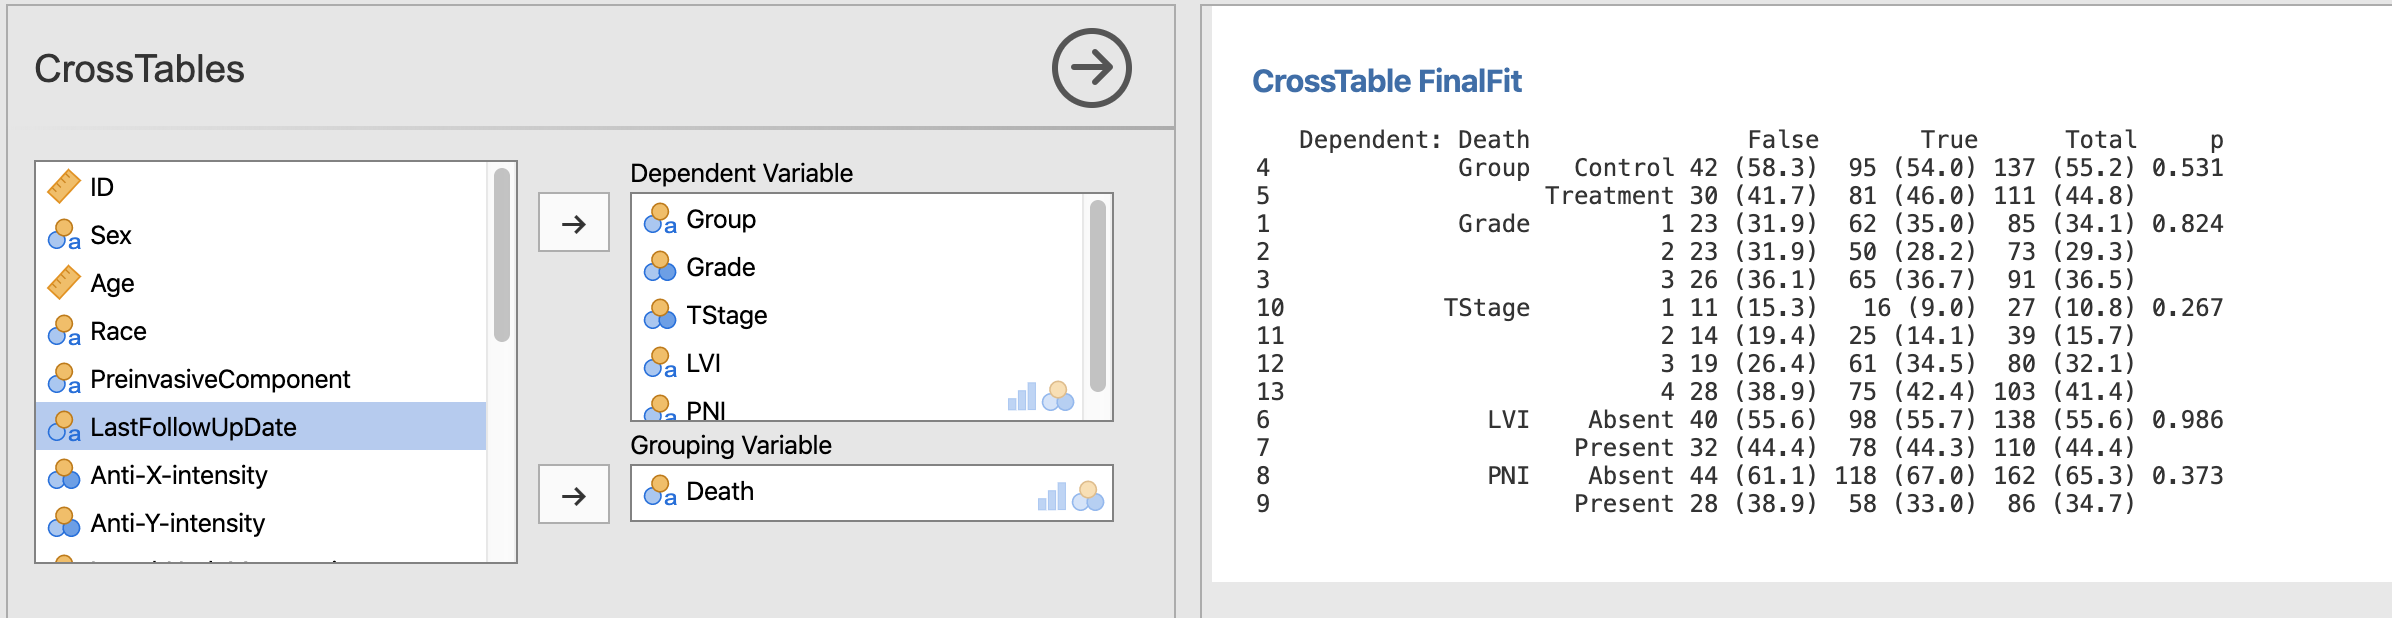 CrossTables
ID
Sex
Age
Race
PreinvasiveComponent
LastFollowUpDate
Anti-X-intensity
Anti-Y-intensity
Dependent Variable
Group
Grade
TStage
LVI
PNI
Grouping Variable
Death
CrossTable FinalFit
Dependent: Death False True Total p
4 Group Control 42 (58.3) 95 (54.0) 137 (55.2) 0.531
5 Treatment 30 (41.7) 81 (46.0) 111 (44.8)
1 Grade 1 23 (31.9) 62 (35.0) 85 (34.1) 0.824
2 2 23 (31.9) 50 (28.2) 73 (29.3)
3 3 26 (36.1) 65 (36.7) 91 (36.5)
10 TStage 1 11 (15.3) 16 (9.0) 27 (10.8) 0.267
11 2 14 (19.4) 25 (14.1) 39 (15.7)
12 3 19 (26.4) 61 (34.5) 80 (32.1)
13 4 28 (38.9) 75 (42.4) 103 (41.4)
6 LVI Absent 40 (55.6) 98 (55.7) 138 (55.6) 0.986
7 Present 32 (44.4) 78 (44.3) 110 (44.4)
8 PNI Absent 44 (61.1) 118 (67.0) 162 (65.3) 0.373
9 Present 28 (38.9) 58 (33.0) 86 (34.7)